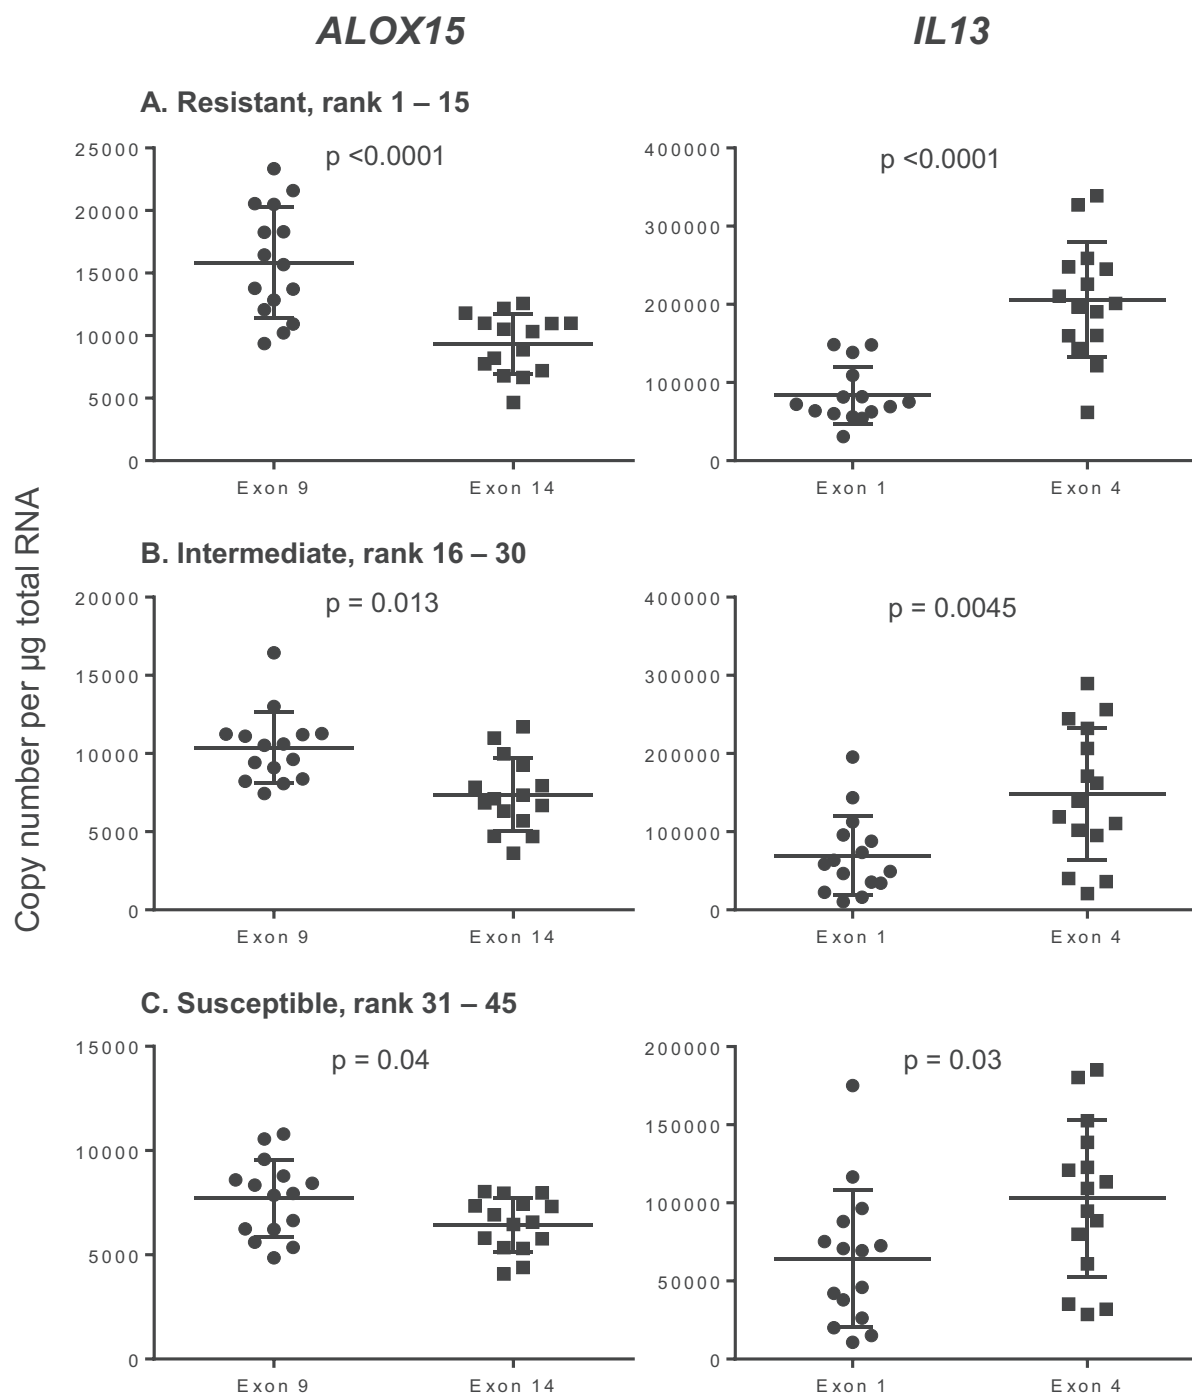 ALOX15
IL13
A. Resistant, rank 1 – 15
p <0.0001
25000
20000
15000
10000
5000
0
Exon 9
Exon 14
p <0.0001
400000
300000
200000
100000
0
Exon 1
Exon 4
Copy number per µg total RNA
B. Intermediate, rank 16 – 30
p = 0.013
20000
15000
10000
5000
0
Exon 9
Exon 14
p = 0.0045
400000
300000
200000
100000
0
Exon 1
Exon 4
C. Susceptible, rank 31 – 45
p = 0.04
15000
10000
5000
0
Exon 9
Exon 14
p = 0.03
200000
150000
100000
50000
0
Exon 1
Exon 4